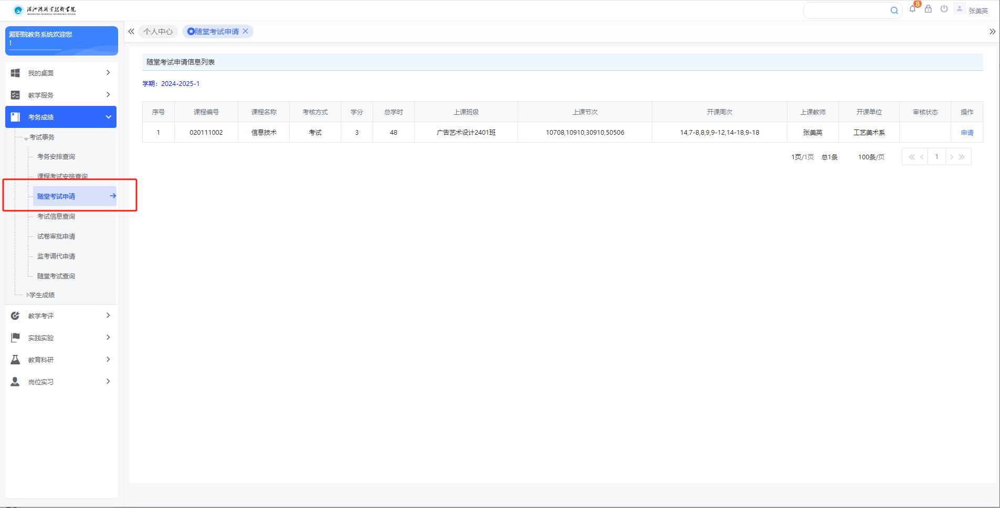 湄洲湾职业技术学院
MEIZHOUWAN VOCATIONAL TECHNOLOGY COLLEGE
8
张美英
湄职院教务系统欢迎您
！
个人中心
随堂考试申请
我的桌面
教学服务
考务成绩
考试事务
考务安排查询
课程考试安排查询
随堂考试申请
考试信息查询
试卷审批申请
监考调代申请
随堂考试查询
学生成绩
教学考评
实践实验
教育科研
岗位实习
随堂考试申请信息列表
学期：2024-2025-1
序号 课程编号 课程名称 考核方式 学分 总学时 上课班级 上课节次 开课周次 上课教师 开课单位 审核状态 操作
1 020111002 信息技术 考试 3 48 广告艺术设计2401班 10708,10910,30910,50506 14,7-8,8,9,9-12,14-18,9-18 张美英 工艺美术系 申请
1页/1页 总1条 100条/页 1